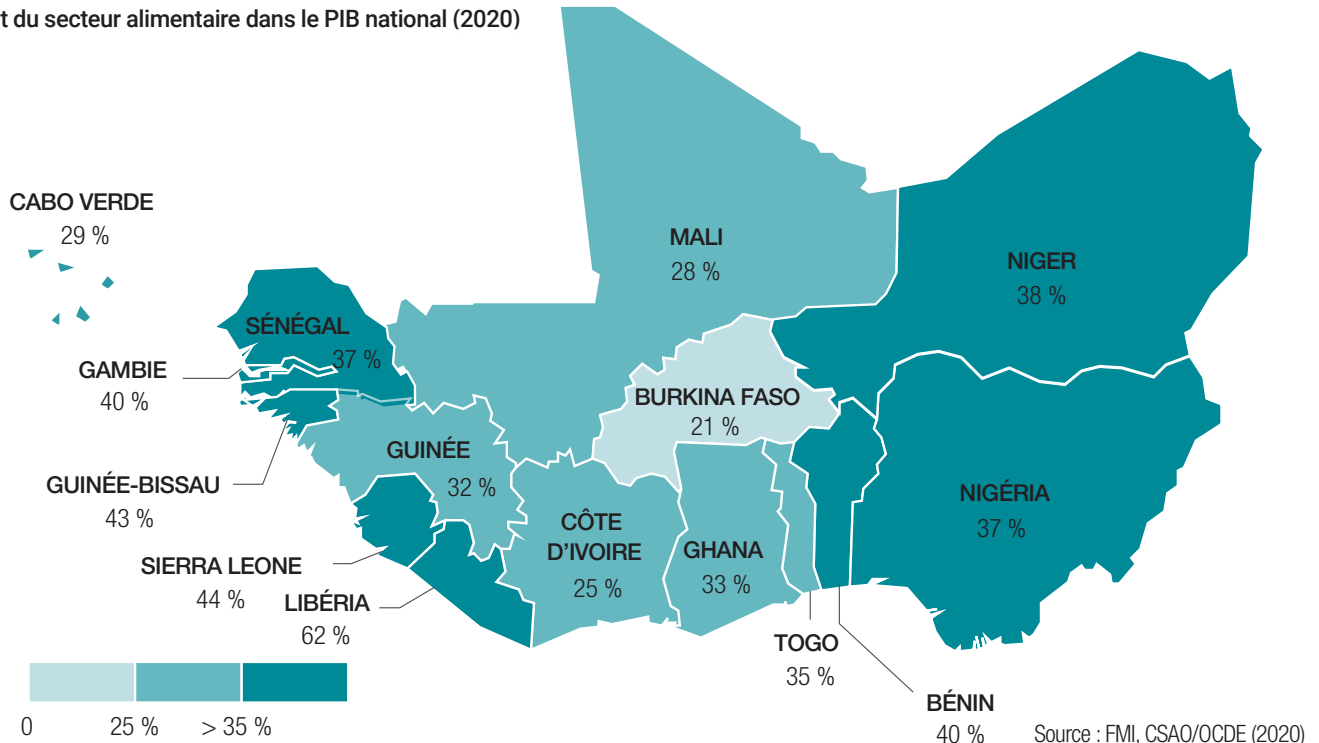 t du secteur alimentaire dans le PIB national (2020)
CABO VERDE
29 %
MALI
28 %
NIGER
38 %
SÉNÉGAL
37 %
GAMBIE
40 %
BURKINA FASO
21 %
GUINÉE
32 %
GUINÉE-BISSAU
43 %
NIGÉRIA
37 %
CÔTE
D'IVOIRE
25 %
GHANA
33 %
SIERRA LEONE
44 %
LIBÉRIA
62 %
TOGO
35 %
BÉNIN
40 %
0
25 %
> 35 %
Source : FMI, CSAO/OCDE (2020)